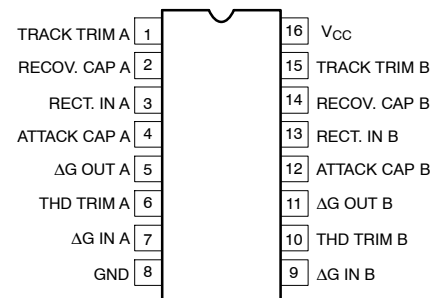 TRACK TRIM A 1
RECOV. CAP A 2
RECT. IN A 3
ATTACK CAP A 4
ΔG OUT A 5
THD TRIM A 6
ΔG IN A 7
GND 8
16 VCC
15 TRACK TRIM B
14 RECOV. CAP B
13 RECT. IN B
12 ATTACK CAP B
11 ΔG OUT B
10 THD TRIM B
9 ΔG IN B